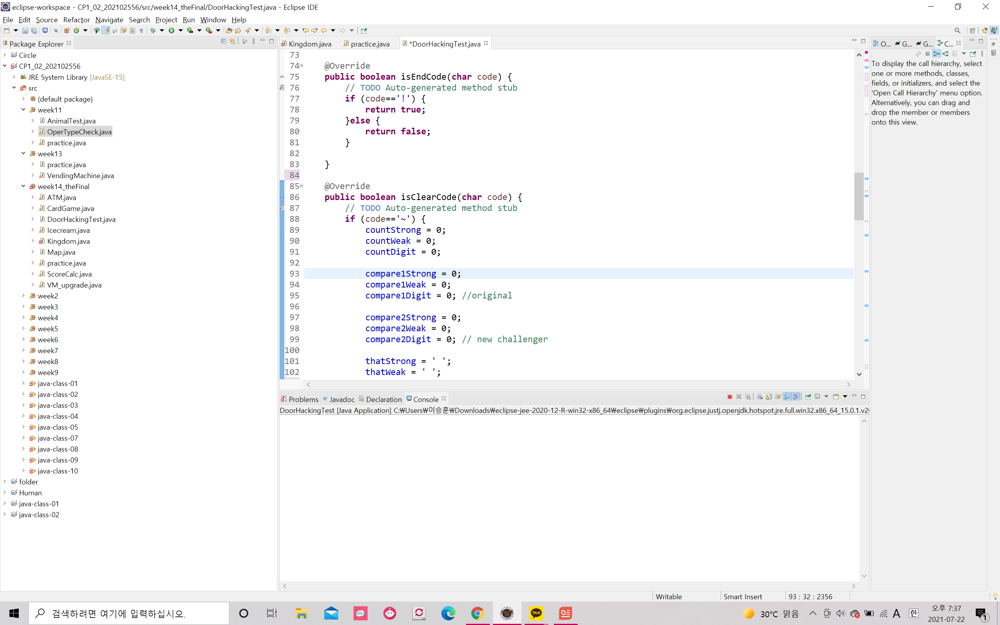 eclipse-workspace - CP1_02_202102556/src/week14_theFinal/DoorHackingTest.java - Eclipse IDE
File Edit Source Refactor Navigate Search Project Run Window Help
Package Explorer
Circle
CP1_02_202102556
JRE System Library [JavaSE-15]
src
(default package)
week11
AnimalTest.java
OperTypeCheck.java
practice.java
week13
practice.java
VendingMachine.java
week14_theFinal
ATM.java
CardGame.java
DoorHackingTest.java
Icecream.java
Kingdom.java
Map.java
practice.java
ScoreCalc.java
VM_upgrade.java
week2
week3
week4
week5
week6
week7
week8
week9
java-class-01
java-class-02
java-class-03
java-class-04
java-class-05
java-class-07
java-class-08
java-class-09
java-class-10
folder
Human
java-class-01
java-class-02
Kingdom.java practice.java *DoorHackingTest.java
73
74 @Override
75 public boolean isEndCode(char code) {
76 // TODO Auto-generated method stub
77 if (code=='!') {
78 return true;
79 }else {
80 return false;
81 }
82
83 }
84
85 @Override
86 public boolean isClearCode(char code) {
87 // TODO Auto-generated method stub
88 if (code=='~') {
89 countStrong = 0;
90 countWeak = 0;
91 countDigit = 0;
92
93 compare1Strong = 0;
94 compare1Weak = 0;
95 compare1Digit = 0; //original
96
97 compare2Strong = 0;
98 compare2Weak = 0;
99 compare2Digit = 0; // new challenger
100
101 thatStrong = ' ';
102 thatWeak = ' ';
Problems Javadoc Declaration Console
DoorHackingTest [Java Application] C:₩Users₩이승훈₩Downloads₩eclipse-jee-2020-12-R-win32-x86_64₩eclipse₩plugins₩org.eclipse.justj.openjdk.hotspot.jre.full.win32.x86_64_15.0.1.v2
O... G... G... C...
To display the call hierarchy, select
one or more methods, classes,
fields, or initializers, and select the
'Open Call Hierarchy' menu option.
Alternatively, you can drag and
drop the member or members
onto this view.
Writable Smart Insert 93 : 32 : 2356
검색하려면 여기에 입력하십시오.
TALK
30°C 맑음
A 한
오후 7:37
2021-07-22
1